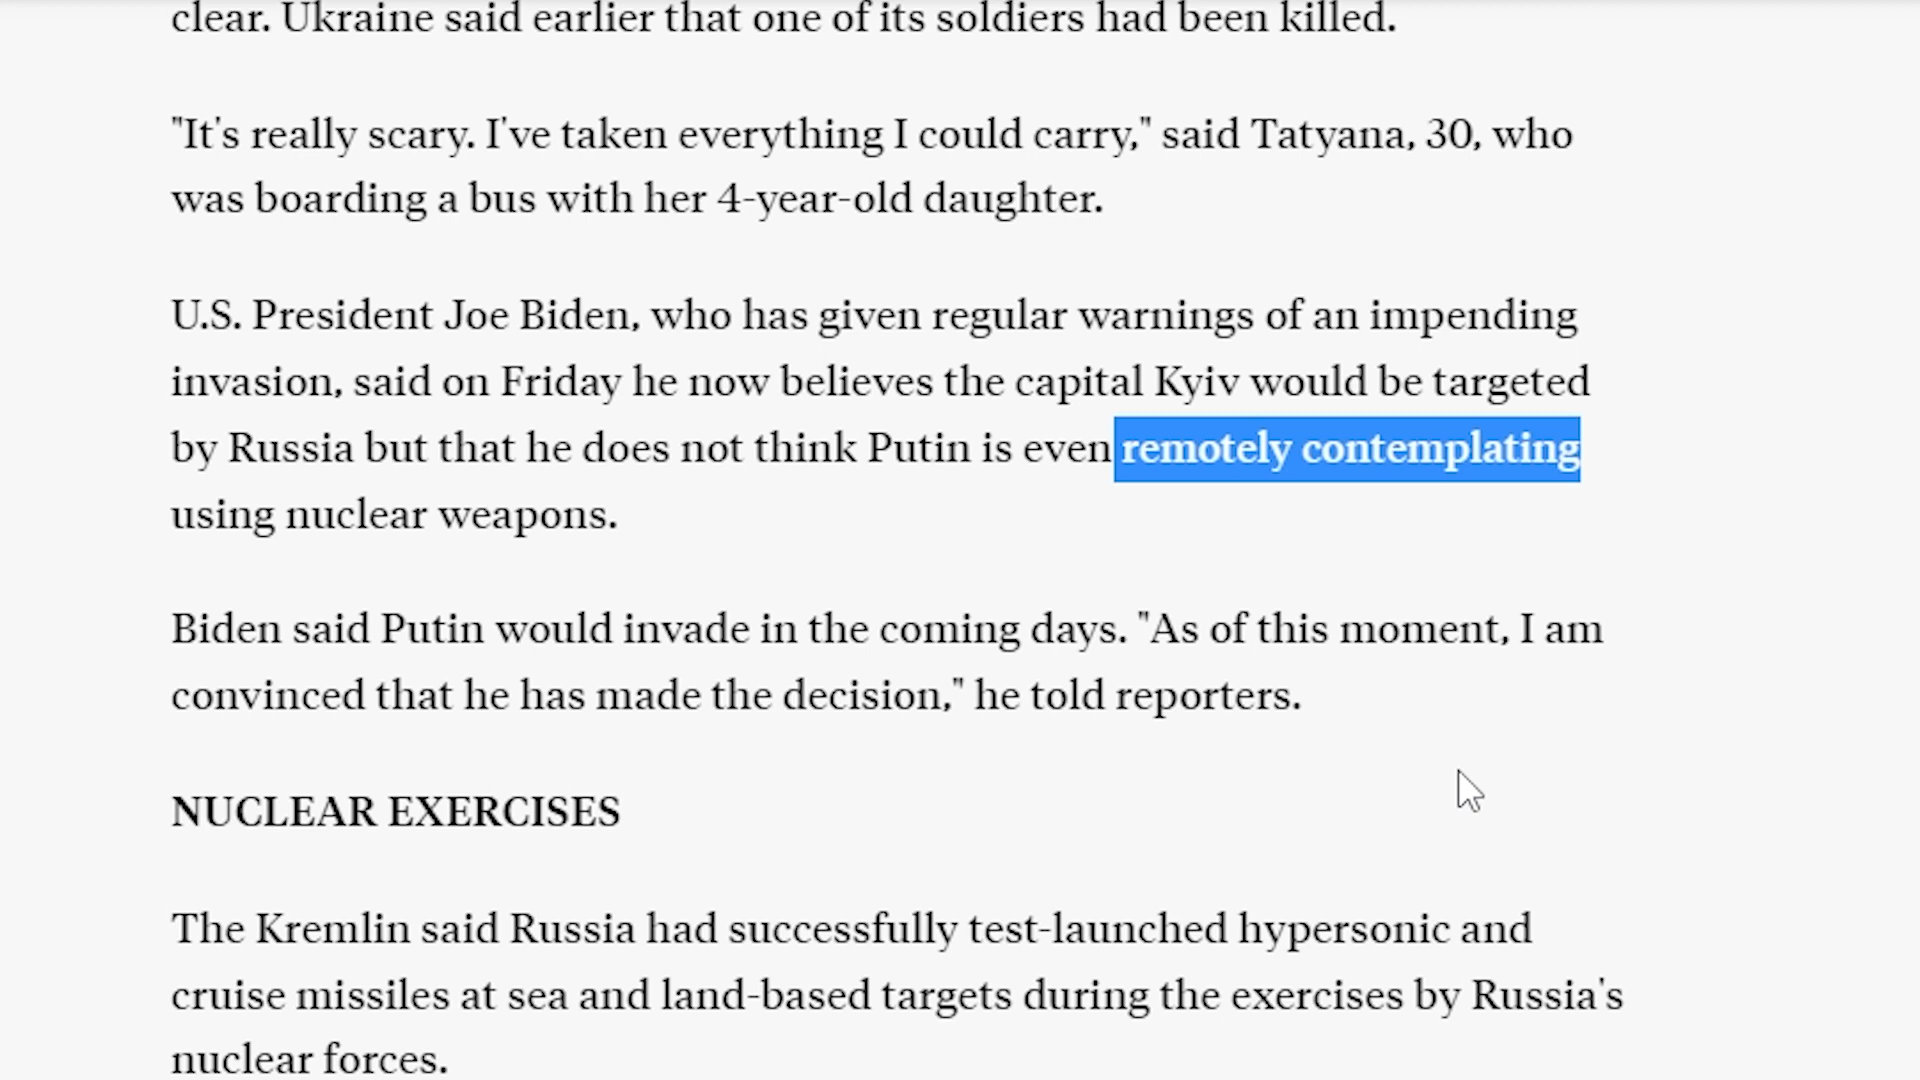 clear. Ukraine said earlier that one of its soldiers had been killed.
"It's really scary. I've taken everything I could carry," said Tatyana, 30, who
was boarding a bus with her 4-year-old daughter.
U.S. President Joe Biden, who has given regular warnings of an impending
invasion, said on Friday he now believes the capital Kyiv would be targeted
by Russia but that he does not think Putin is even remotely contemplating
using nuclear weapons.
Biden said Putin would invade in the coming days. "As of this moment, I am
convinced that he has made the decision," he told reporters.
NUCLEAR EXERCISES
The Kremlin said Russia had successfully test-launched hypersonic and
cruise missiles at sea and land-based targets during the exercises by Russia's
nuclear forces.